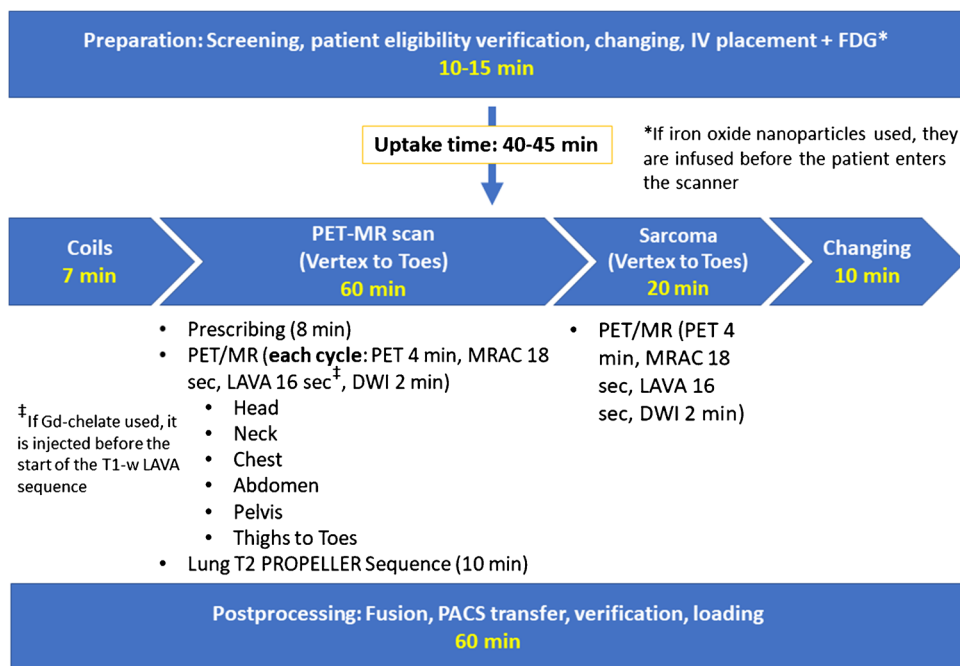 Preparation: Screening, patient eligibility verification, changing, IV placement + FDG*
10-15 min
Uptake time: 40-45 min
*If iron oxide nanoparticles used, they
are infused before the patient enters
the scanner
Coils
7 min
PET-MR scan
(Vertex to Toes)
60 min
Sarcoma
(Vertex to Toes)
20 min
Changing
10 min
• Prescribing (8 min)
• PET/MR (each cycle: PET 4 min, MRAC 18
sec, LAVA 16 sec‡, DWI 2 min)
• Head
• Neck
• Chest
• Abdomen
• Pelvis
• Thighs to Toes
• Lung T2 PROPELLER Sequence (10 min)
• PET/MR (PET 4
min, MRAC 18
sec, LAVA 16
sec, DWI 2 min)
‡If Gd-chelate used, it
is injected before the
start of the T1-w LAVA
sequence
Postprocessing: Fusion, PACS transfer, verification, loading
60 min